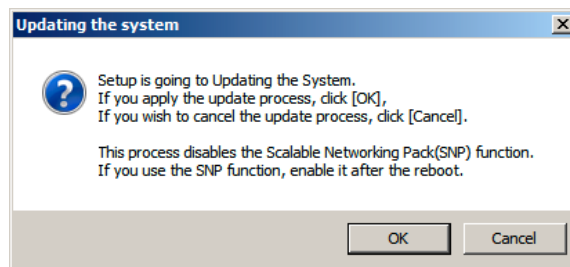 Updating the system
Setup is going to Updating the System.
If you apply the update process, click [OK],
If you wish to cancel the update process, click [Cancel].
This process disables the Scalable Networking Pack(SNP) function.
If you use the SNP function, enable it after the reboot.
OK
Cancel